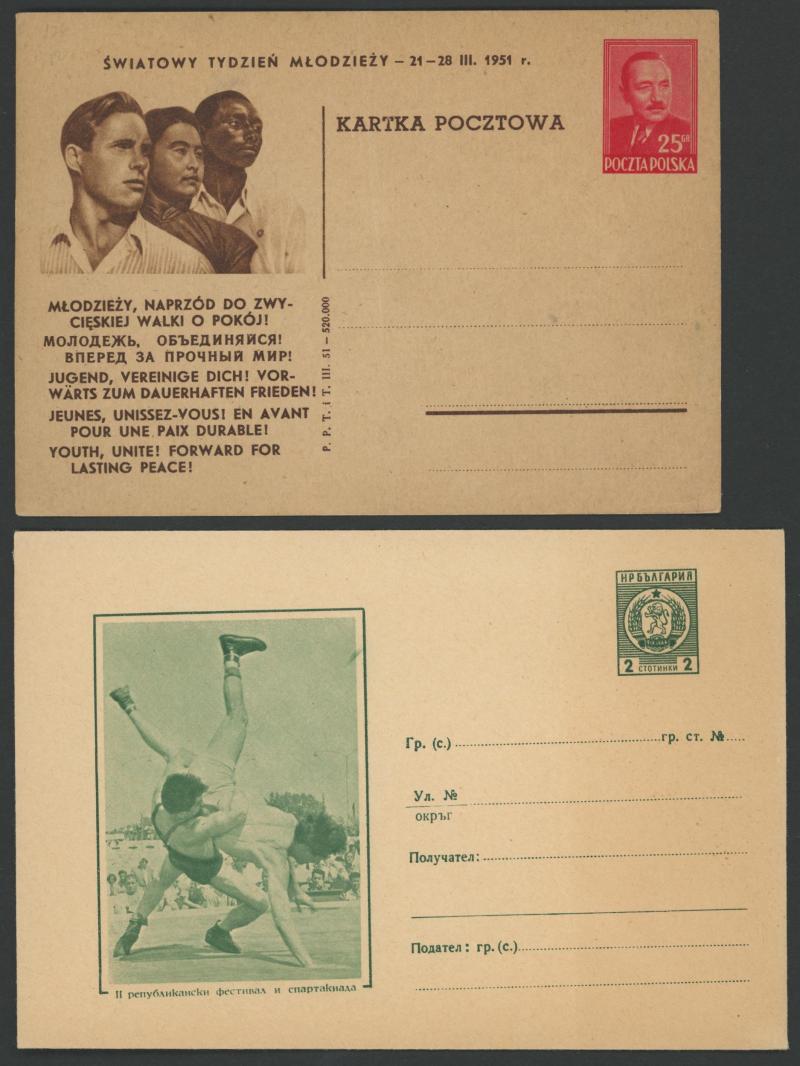 ŚWIATOWY TYDZIEŃ MŁODZIEŻY – 21–28 III. 1951 r.
KARTKA POCZTOWA
25 GR
POCZTA POLSKA
MŁODZIEŻY, NAPRZÓD DO ZWY-
CIĘSKIEJ WALKI O POKÓJ!
МОЛОДЕЖЬ, ОБЪЕДИНЯЙСЯ!
ВПЕРЕД ЗА ПРОЧНЫЙ МИР!
JUGEND, VEREINIGE DICH! VOR-
WÄRTS ZUM DAUERHAFTEN FRIEDEN!
JEUNES, UNISSEZ-VOUS! EN AVANT
POUR UNE PAIX DURABLE!
YOUTH, UNITE! FORWARD FOR
LASTING PEACE!
P. P. T. i T. III. 51 – 520.000
НР БЪЛГАРИЯ
2 СТОТИНКИ 2
Гр. (с.) гр. ст. №
Ул. №
окръг
Получател:
Подател: гр. (с.)
II републикански фестивал и спартакиада